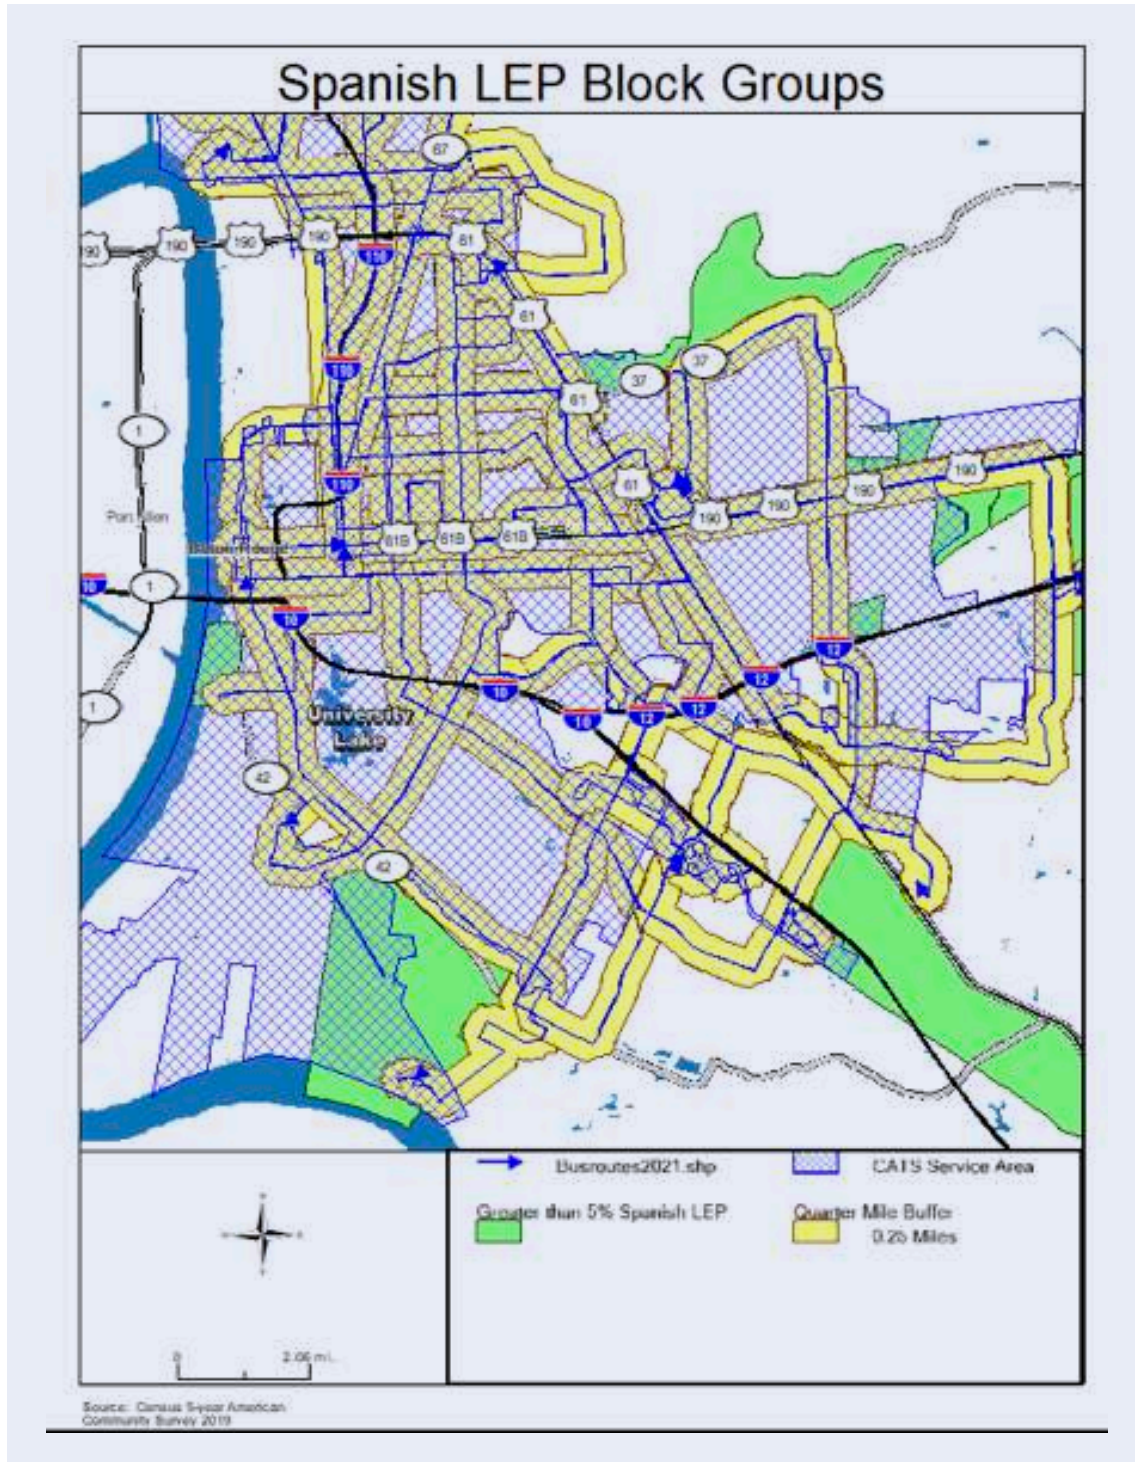 Spanish LEP Block Groups
67
190
190
190
190
61
110
61
37
37
110
61
1
190
61
110
190
190
190
Port Allen
61B
61B
61B
Baton Rouge
10
1
10
12
12
10
1
10
12
12
University
Lake
42
42
Busroutes2021.shp
CATS Service Area
Greater than 5% Spanish LEP
Quarter Mile Buffer
0.25 Miles
0
Source: Census 5-year American
Community Survey 2019